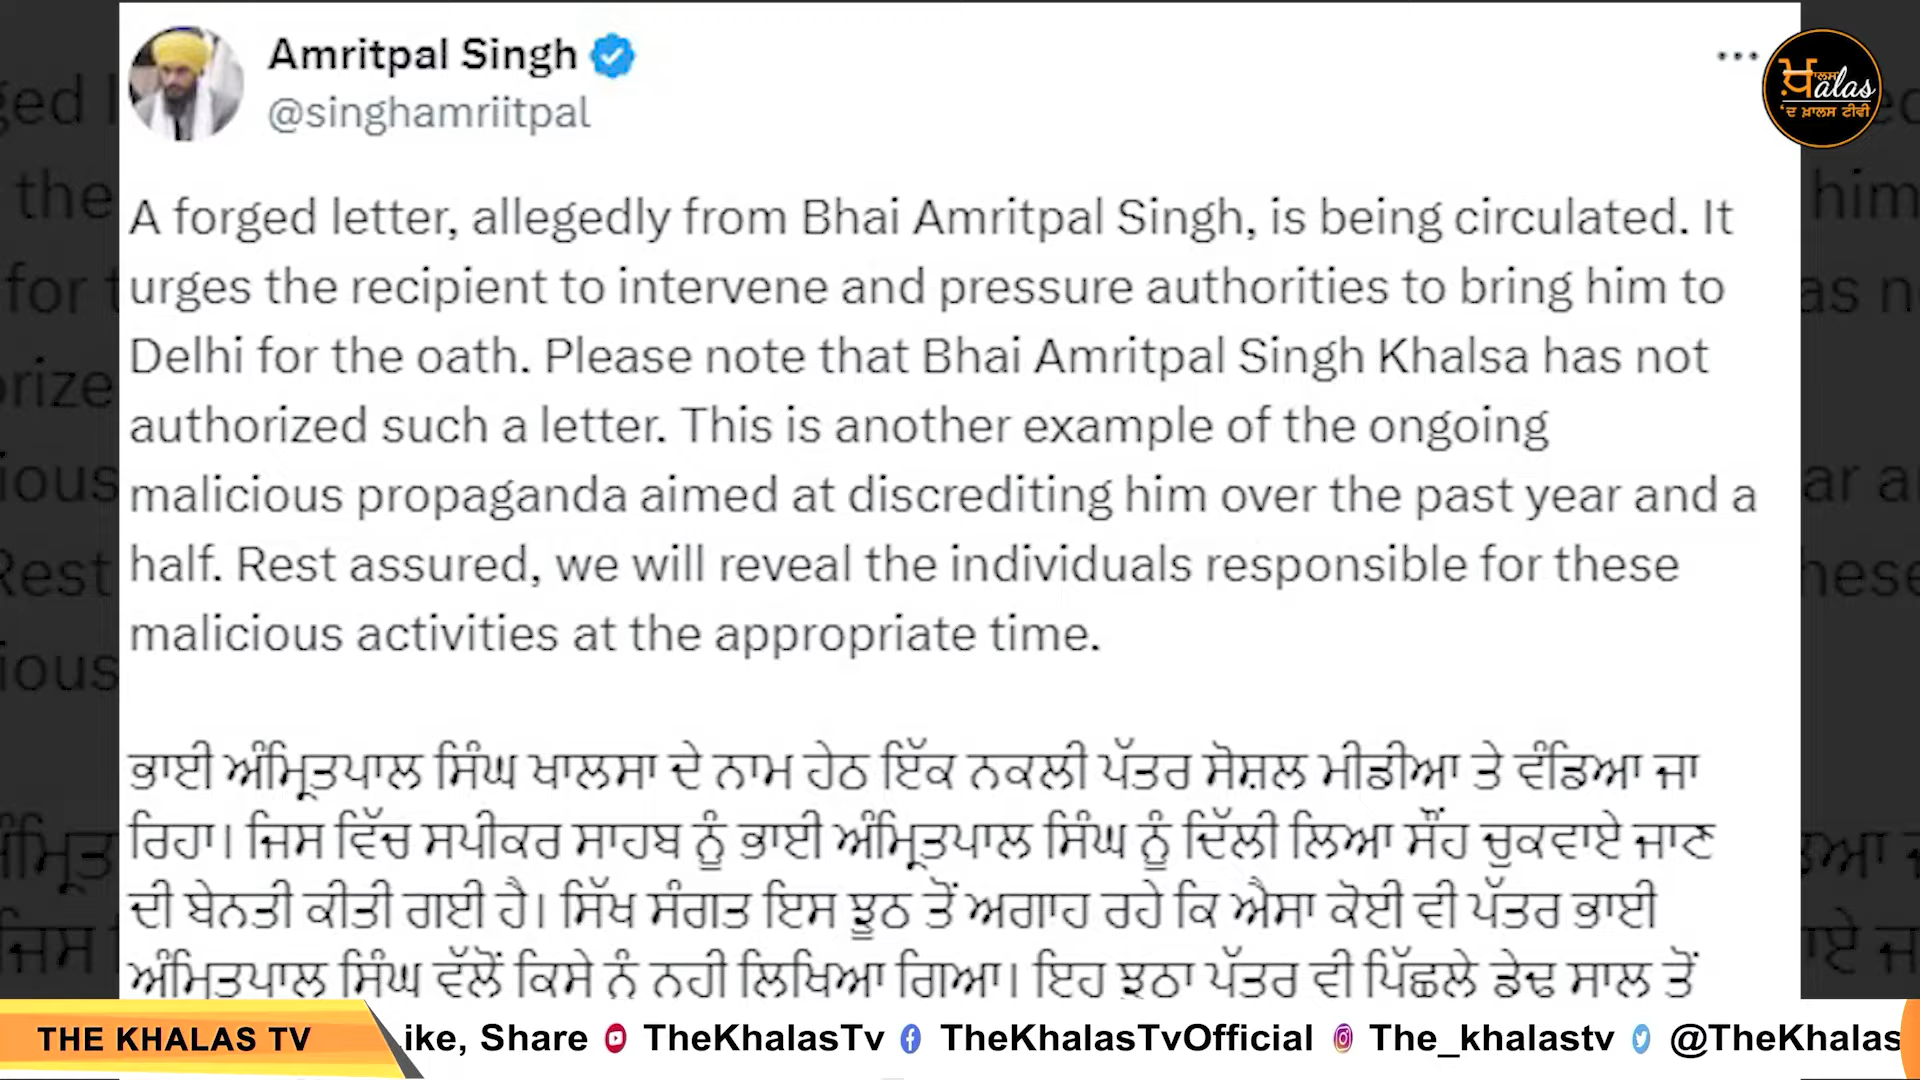 Amritpal Singh
@singhamriitpal
A forged letter, allegedly from Bhai Amritpal Singh, is being circulated. It
urges the recipient to intervene and pressure authorities to bring him to
Delhi for the oath. Please note that Bhai Amritpal Singh Khalsa has not
authorized such a letter. This is another example of the ongoing
malicious propaganda aimed at discrediting him over the past year and a
half. Rest assured, we will reveal the individuals responsible for these
malicious activities at the appropriate time.
ਭਾਈ ਅੰਮ੍ਰਿਤਪਾਲ ਸਿੰਘ ਖਾਲਸਾ ਦੇ ਨਾਮ ਹੇਠ ਇੱਕ ਨਕਲੀ ਪੱਤਰ ਸੋਸ਼ਲ ਮੀਡੀਆ ਤੇ ਵੰਡਿਆ ਜਾ
ਰਿਹਾ। ਜਿਸ ਵਿੱਚ ਸਪੀਕਰ ਸਾਹਬ ਨੂੰ ਭਾਈ ਅੰਮ੍ਰਿਤਪਾਲ ਸਿੰਘ ਨੂੰ ਦਿੱਲੀ ਲਿਆ ਸੌਂਹ ਚੁਕਵਾਏ ਜਾਣ
ਦੀ ਬੇਨਤੀ ਕੀਤੀ ਗਈ ਹੈ। ਸਿੱਖ ਸੰਗਤ ਇਸ ਝੂਠ ਤੋਂ ਅਗਾਹ ਰਹੇ ਕਿ ਐਸਾ ਕੋਈ ਵੀ ਪੱਤਰ ਭਾਈ
ਅੰਮ੍ਰਿਤਪਾਲ ਸਿੰਘ ਵੱਲੋਂ ਕਿਸੇ ਨੂੰ ਨਹੀ ਲਿਖਿਆ ਗਿਆ। ਇਹ ਝੂਠਾ ਪੱਤਰ ਵੀ ਪਿੱਛਲੇ ਡੇਢ ਸਾਲ ਤੋਂ
ਖ਼ਾਲਸ alas
'ਦ ਖ਼ਾਲਸ ਟੀਵੀ
THE KHALAS TV ike, Share TheKhalasTv TheKhalasTvOfficial The_khalastv @TheKhalas